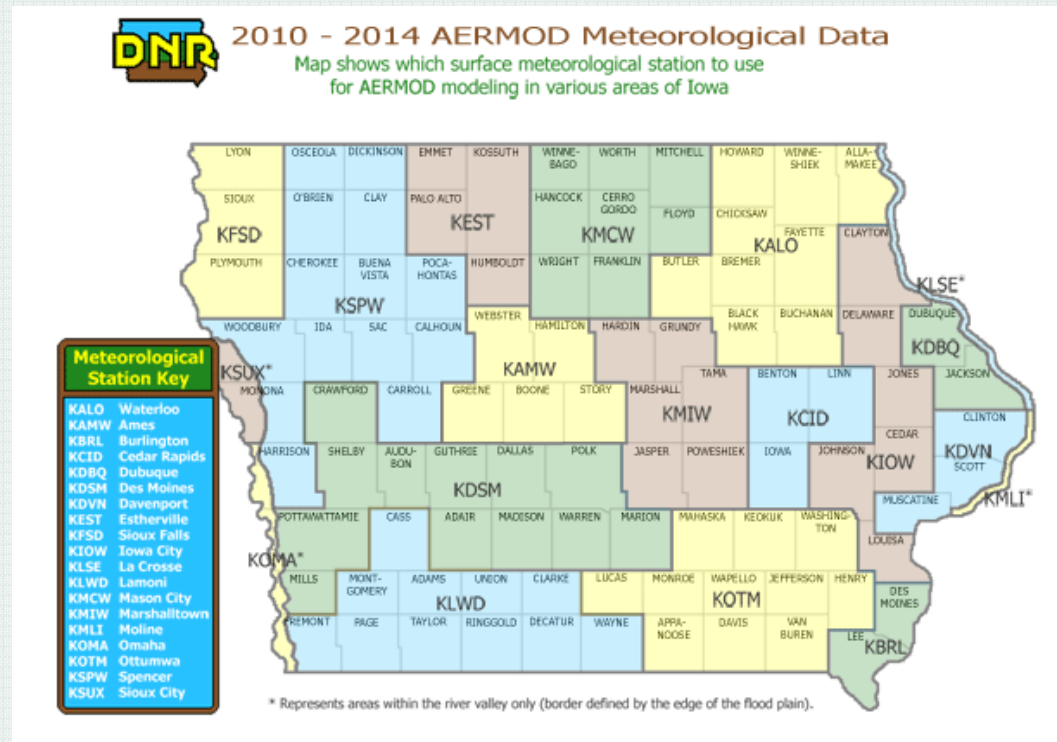 DNR
2010 - 2014 AERMOD Meteorological Data
Map shows which surface meteorological station to use
for AERMOD modeling in various areas of Iowa
LYON
OSCEOLA
DICKINSON
EMMET
KOSSUTH
WINNE-
BAGO
WORTH
MITCHELL
HOWARD
WINNE-
SHIEK
ALLA-
MAKEE
SIOUX
O'BRIEN
CLAY
PALO ALTO
HANCOCK
CERRO
GORDO
FLOYD
CHICKSAW
KFSD
KEST
KMCW
KALO
FAYETTE
CLAYTON
PLYMOUTH
CHEROKEE
BUENA
VISTA
POCA-
HONTAS
HUMBOLDT
WRIGHT
FRANKLIN
BUTLER
BREMER
KLSE*
KSPW
WOODBURY
IDA
SAC
CALHOUN
WEBSTER
HAMILTON
HARDIN
GRUNDY
BLACK
HAWK
BUCHANAN
DELAWARE
DUBUQUE
KDBQ
KSUX*
KAMW
MONONA
CRAWFORD
CARROLL
GREENE
BOONE
STORY
MARSHALL
TAMA
KMIW
BENTON
LINN
KCID
JONES
JACKSON
CLINTON
HARRISON
SHELBY
AUDU-
BON
GUTHRIE
DALLAS
POLK
JASPER
POWESHIEK
IOWA
JOHNSON
CEDAR
KIOW
KDVN
SCOTT
KDSM
MUSCATINE
KMLI*
POTTAWATTAMIE
CASS
ADAIR
MADISON
WARREN
MARION
MAHASKA
KEOKUK
WASHING-
TON
LOUISA
KOMA*
MILLS
MONT-
GOMERY
ADAMS
UNION
CLARKE
LUCAS
MONROE
WAPELLO
JEFFERSON
HENRY
DES
MOINES
KLWD
KOTM
FREMONT
PAGE
TAYLOR
RINGGOLD
DECATUR
WAYNE
APPA-
NOOSE
DAVIS
VAN
BUREN
LEE
KBRL
Meteorological
Station Key
KALO Waterloo
KAMW Ames
KBRL Burlington
KCID Cedar Rapids
KDBQ Dubuque
KDSM Des Moines
KDVN Davenport
KEST Estherville
KFSD Sioux Falls
KIOW Iowa City
KLSE La Crosse
KLWD Lamoni
KMCW Mason City
KMIW Marshalltown
KMLI Moline
KOMA Omaha
KOTM Ottumwa
KSPW Spencer
KSUX Sioux City
* Represents areas within the river valley only (border defined by the edge of the flood plain).